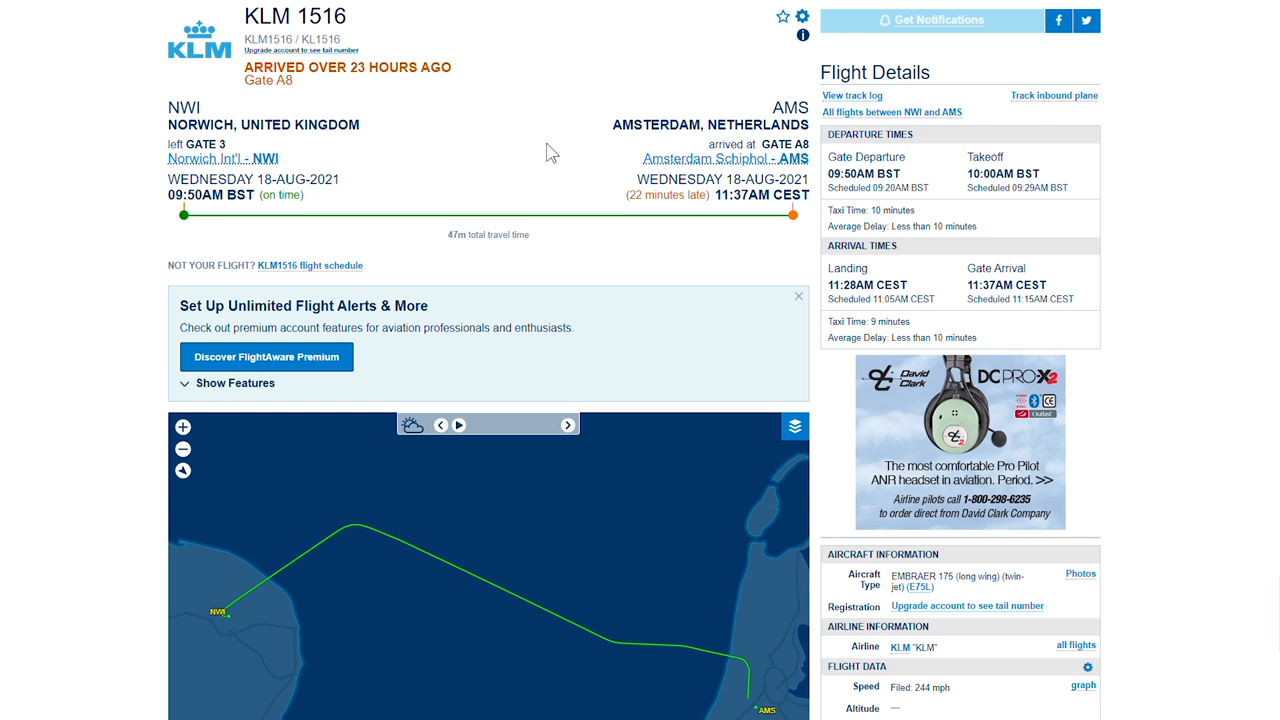 KLM
KLM 1516
KLM1516 / KL1516
Upgrade account to see tail number
ARRIVED OVER 23 HOURS AGO
Gate A8
NWI
NORWICH, UNITED KINGDOM
left GATE 3
Norwich Int'l - NWI
WEDNESDAY 18-AUG-2021
09:50AM BST (on time)
AMS
AMSTERDAM, NETHERLANDS
arrived at GATE A8
Amsterdam Schiphol - AMS
WEDNESDAY 18-AUG-2021
(22 minutes late) 11:37AM CEST
47m total travel time
NOT YOUR FLIGHT? KLM1516 flight schedule
Set Up Unlimited Flight Alerts & More
Check out premium account features for aviation professionals and enthusiasts.
Discover FlightAware Premium
Show Features
NWI
AMS
Get Notifications
Flight Details
View track log Track inbound plane
All flights between NWI and AMS
DEPARTURE TIMES
Gate Departure Takeoff
09:50AM BST 10:00AM BST
Scheduled 09:20AM BST Scheduled 09:29AM BST
Taxi Time: 10 minutes
Average Delay: Less than 10 minutes
ARRIVAL TIMES
Landing Gate Arrival
11:28AM CEST 11:37AM CEST
Scheduled 11:05AM CEST Scheduled 11:15AM CEST
Taxi Time: 9 minutes
Average Delay: Less than 10 minutes
David Clark DC PRO-X2
Outlast
The most comfortable Pro Pilot
ANR headset in aviation. Period. >>
Airline pilots call 1-800-298-6235
to order direct from David Clark Company
AIRCRAFT INFORMATION
Aircraft Type EMBRAER 175 (long wing) (twin- Photos
jet) (E75L)
Registration Upgrade account to see tail number
AIRLINE INFORMATION
Airline KLM "KLM" all flights
FLIGHT DATA
Speed Filed: 244 mph graph
Altitude —